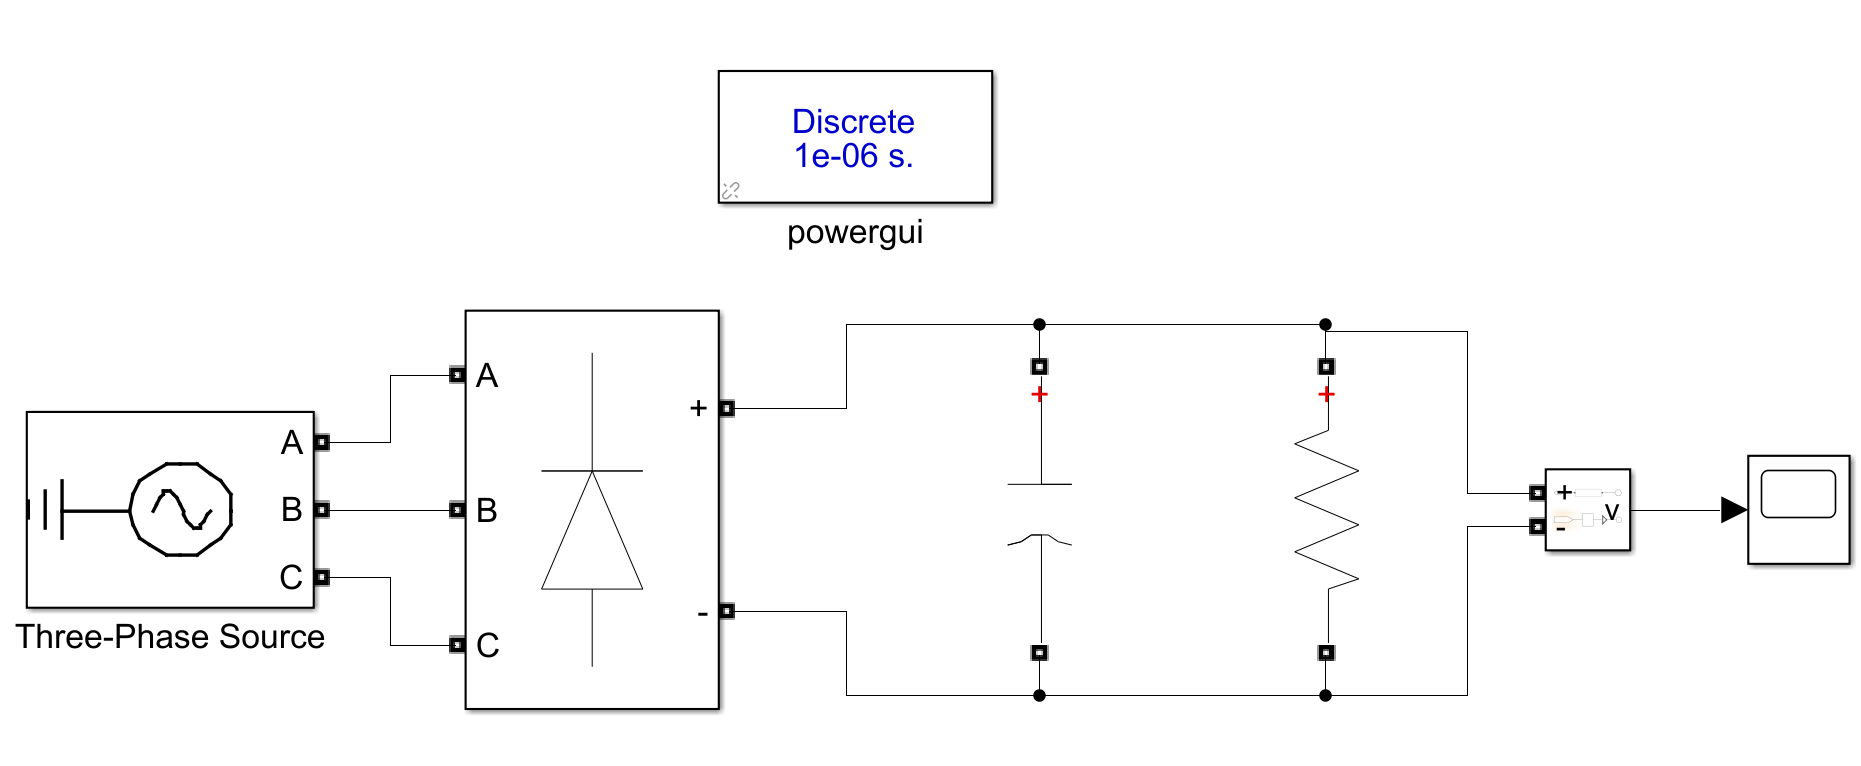 Discrete
1e-06 s.
powergui
A
B
C
Three-Phase Source
A
B
C
+
-
+
+
+
-
v